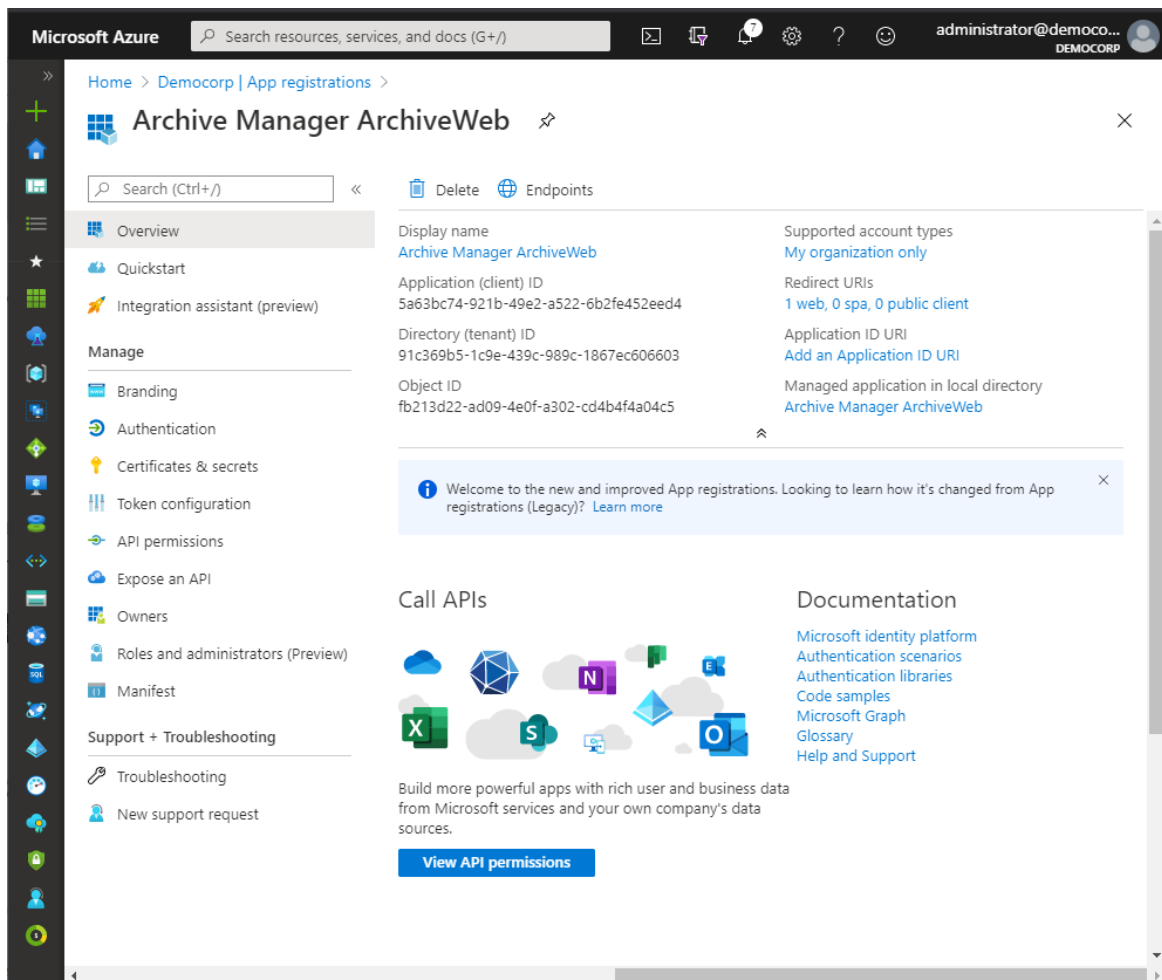 Microsoft Azure
Search resources, services, and docs (G+/)
7
administrator@democo...
DEMOCORP
Home > Democorp | App registrations >
Archive Manager ArchiveWeb
Search (Ctrl+/)
Delete
Endpoints
Overview
Quickstart
Integration assistant (preview)
Manage
Branding
Authentication
Certificates & secrets
Token configuration
API permissions
Expose an API
Owners
Roles and administrators (Preview)
Manifest
Support + Troubleshooting
Troubleshooting
New support request
Display name
Archive Manager ArchiveWeb
Application (client) ID
5a63bc74-921b-49e2-a522-6b2fe452eed4
Directory (tenant) ID
91c369b5-1c9e-439c-989c-1867ec606603
Object ID
fb213d22-ad09-4e0f-a302-cd4b4f4a04c5
Supported account types
My organization only
Redirect URIs
1 web, 0 spa, 0 public client
Application ID URI
Add an Application ID URI
Managed application in local directory
Archive Manager ArchiveWeb
Welcome to the new and improved App registrations. Looking to learn how it's changed from App
registrations (Legacy)? Learn more
Call APIs
N
E
X
S
O
SQL
Build more powerful apps with rich user and business data
from Microsoft services and your own company's data
sources.
View API permissions
Documentation
Microsoft identity platform
Authentication scenarios
Authentication libraries
Code samples
Microsoft Graph
Glossary
Help and Support